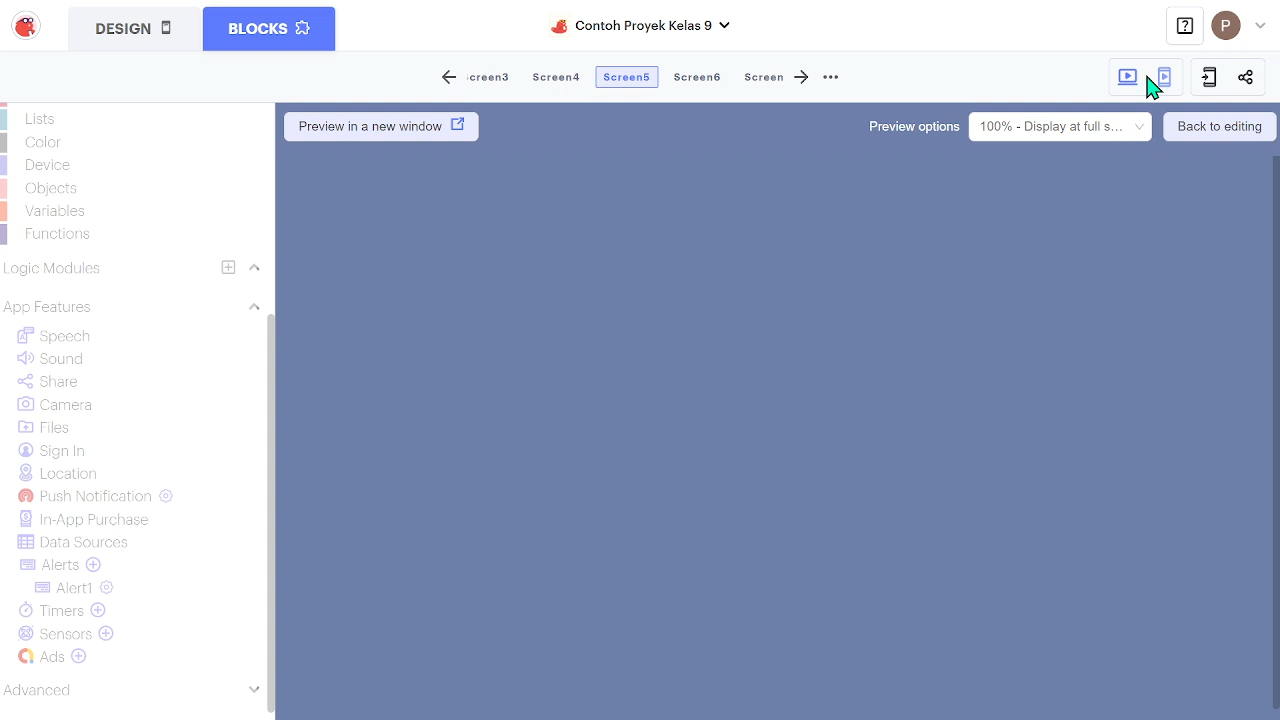 DESIGN
BLOCKS
Contoh Proyek Kelas 9
P
creen3
Screen4
Screen5
Screen6
Screen
Lists
Color
Device
Objects
Variables
Functions
Logic Modules
App Features
Speech
Sound
Share
Camera
Files
Sign In
Location
Push Notification
In-App Purchase
Data Sources
Alerts
Alert1
Timers
Sensors
Ads
Advanced
Preview in a new window
Preview options
100% - Display at full s...
Back to editing